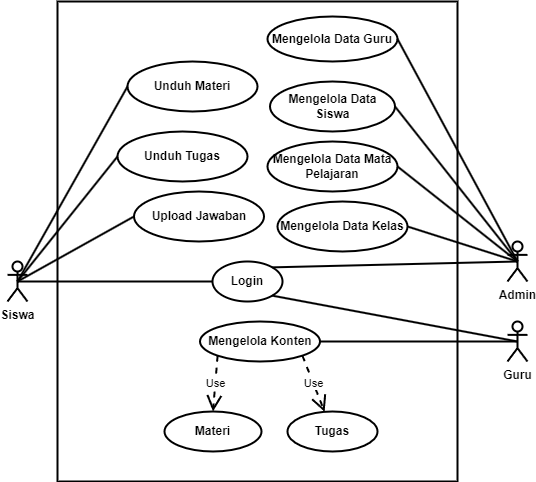 Mengelola Data Guru
Unduh Materi
Mengelola Data
Siswa
Unduh Tugas
Mengelola Data Mata
Pelajaran
Upload Jawaban
Mengelola Data Kelas
Login
Siswa
Admin
Mengelola Konten
Guru
Use
Use
Materi
Tugas